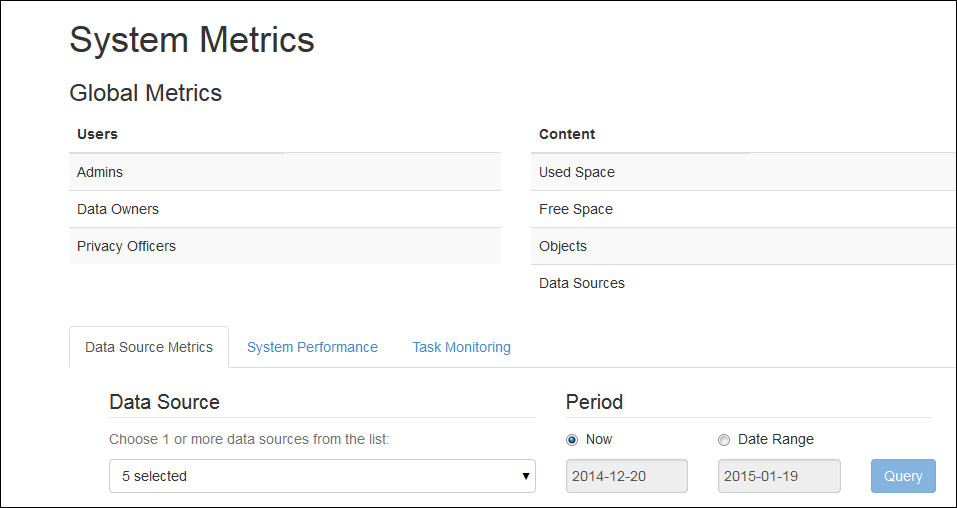 System Metrics
Global Metrics
Users
Admins
Data Owners
Privacy Officers
Content
Used Space
Free Space
Objects
Data Sources
Data Source Metrics System Performance Task Monitoring
Data Source
Choose 1 or more data sources from the list:
5 selected
Period
Now Date Range
2014-12-20 2015-01-19 Query